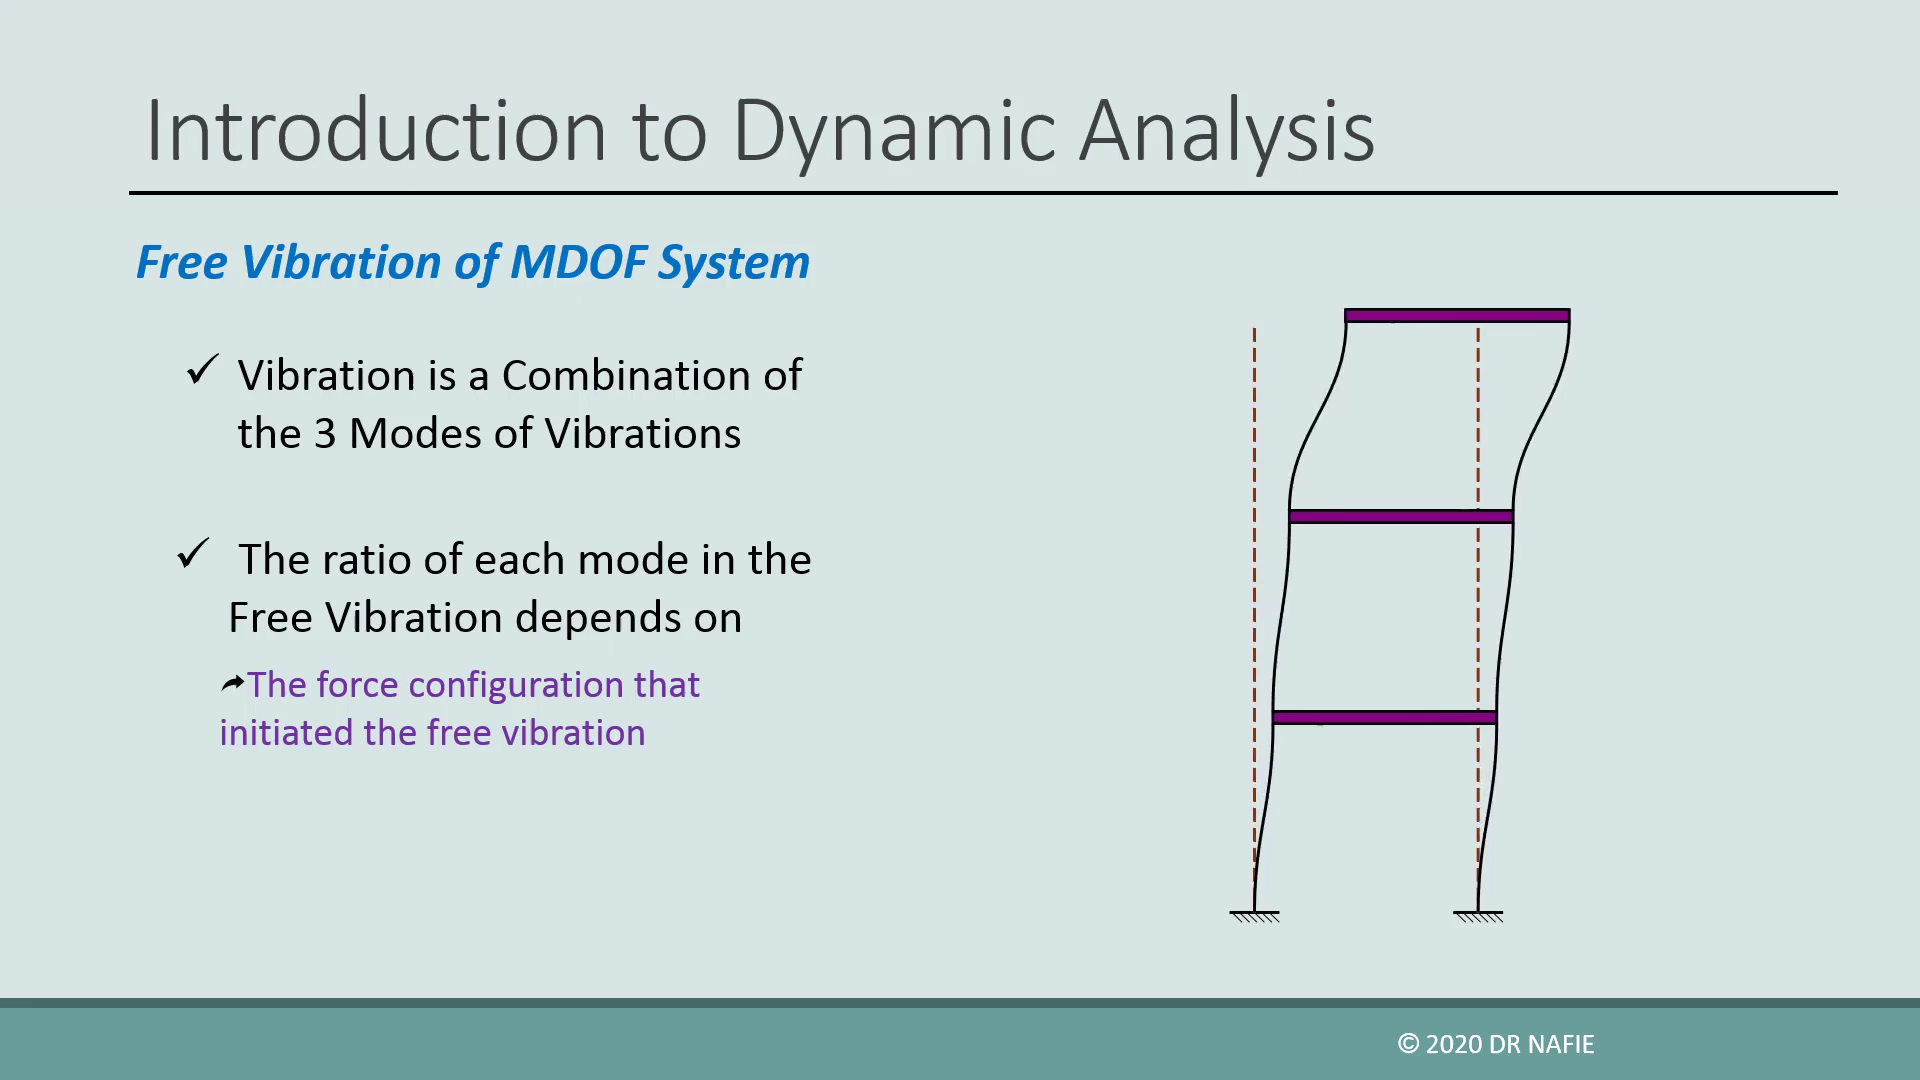 Introduction to Dynamic Analysis
Free Vibration of MDOF System
✓ Vibration is a Combination of
the 3 Modes of Vibrations
✓ The ratio of each mode in the
Free Vibration depends on
The force configuration that
initiated the free vibration
© 2020 DR NAFIE